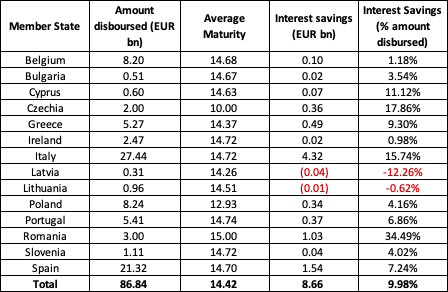 Member State | Amount disboursed (EUR bn) | Average Maturity | Interest savings (EUR bn) | Interest Savings (% amount disbursed)
Belgium | 8.20 | 14.68 | 0.10 | 1.18%
Bulgaria | 0.51 | 14.67 | 0.02 | 3.54%
Cyprus | 0.60 | 14.63 | 0.07 | 11.12%
Czechia | 2.00 | 10.00 | 0.36 | 17.86%
Greece | 5.27 | 14.37 | 0.49 | 9.30%
Ireland | 2.47 | 14.72 | 0.02 | 0.98%
Italy | 27.44 | 14.72 | 4.32 | 15.74%
Latvia | 0.31 | 14.26 | (0.04) | -12.26%
Lithuania | 0.96 | 14.51 | (0.01) | -0.62%
Poland | 8.24 | 12.93 | 0.34 | 4.16%
Portugal | 5.41 | 14.74 | 0.37 | 6.86%
Romania | 3.00 | 15.00 | 1.03 | 34.49%
Slovenia | 1.11 | 14.72 | 0.04 | 4.02%
Spain | 21.32 | 14.70 | 1.54 | 7.24%
Total | 86.84 | 14.42 | 8.66 | 9.98%